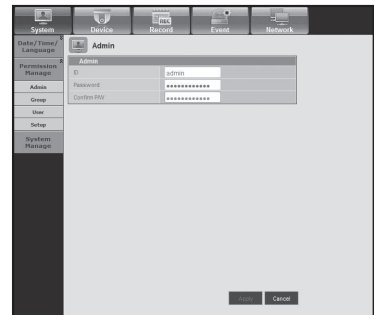 System Device Record Event Network
REC
Date/Time/
Language
Permission
Manage
Admin
Group
User
Setup
System
Manage
Admin
Admin
ID admin
Password ●●●●●●●●●●●●
Confirm P/W ●●●●●●●●●●●●
Apply Cancel